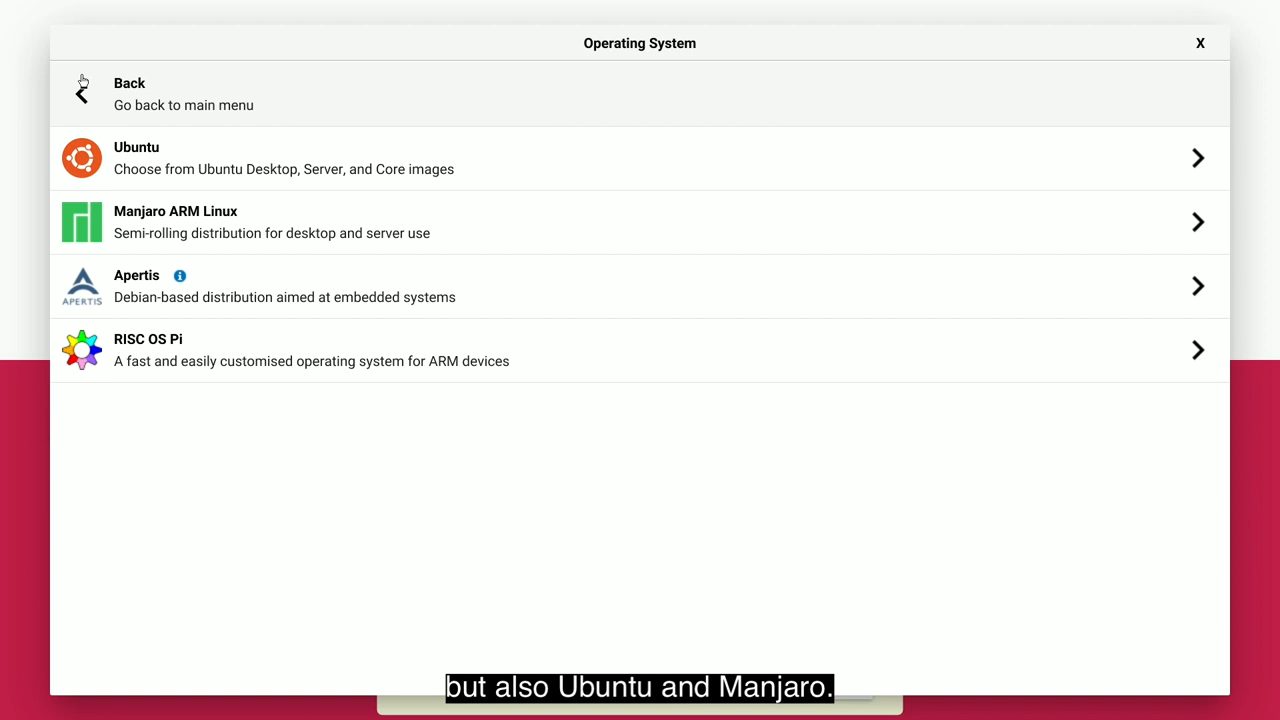 Operating System
X
Back
Go back to main menu
Ubuntu
Choose from Ubuntu Desktop, Server, and Core images
Manjaro ARM Linux
Semi-rolling distribution for desktop and server use
Apertis
APERTIS
Debian-based distribution aimed at embedded systems
RISC OS Pi
A fast and easily customised operating system for ARM devices
but also Ubuntu and Manjaro.